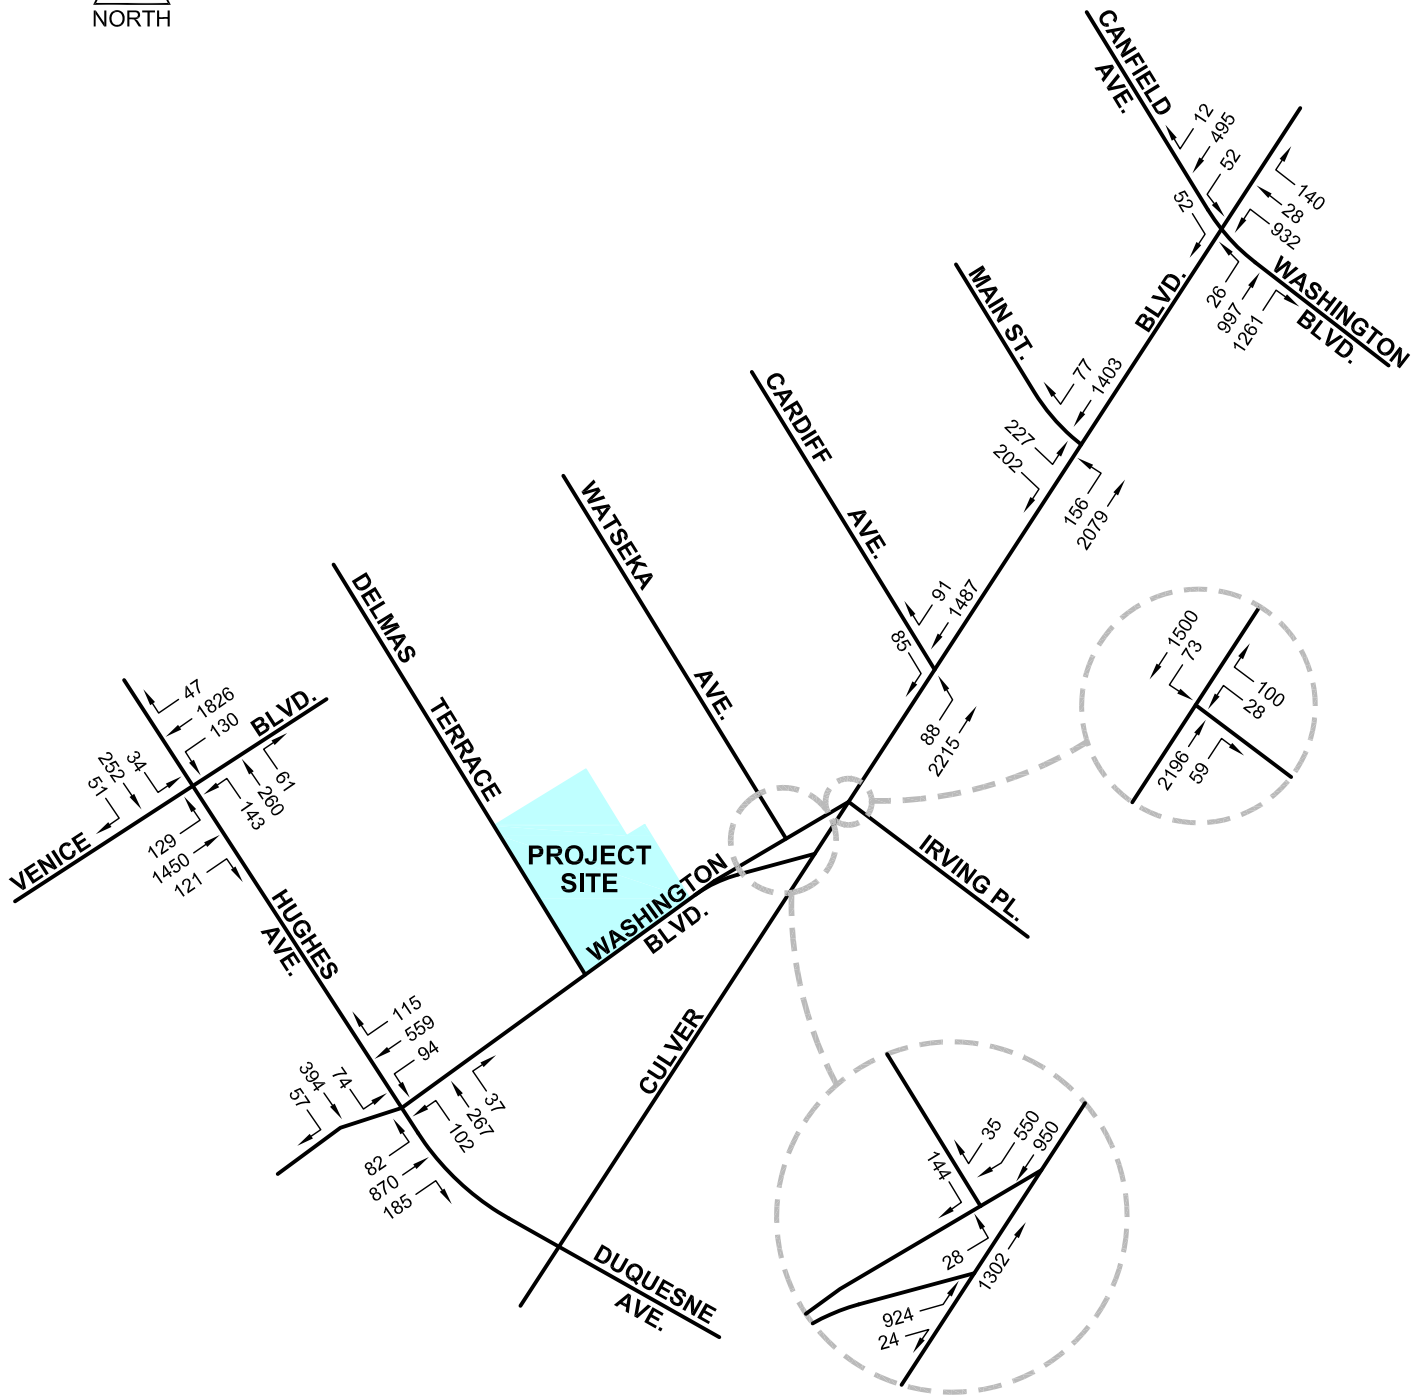 NORTH
CANFIELD
AVE.
12
495
52
52
140
28
932
26
997
1261
WASHINGTON
BLVD.
BLVD.
MAIN ST.
77
1403
227
202
156
2079
CARDIFF
AVE.
91
1487
85
88
2215
WATSEKA
AVE.
DELMAS
TERRACE
1500
73
100
28
2196
59
47
1826
130
BLVD.
34
252
51
61
260
143
129
1450
121
VENICE
HUGHES
AVE.
PROJECT
SITE
WASHINGTON
BLVD.
IRVING PL.
CULVER
115
559
94
74
394
57
37
267
102
82
870
185
DUQUESNE
AVE.
35
550
950
144
28
1302
924
24